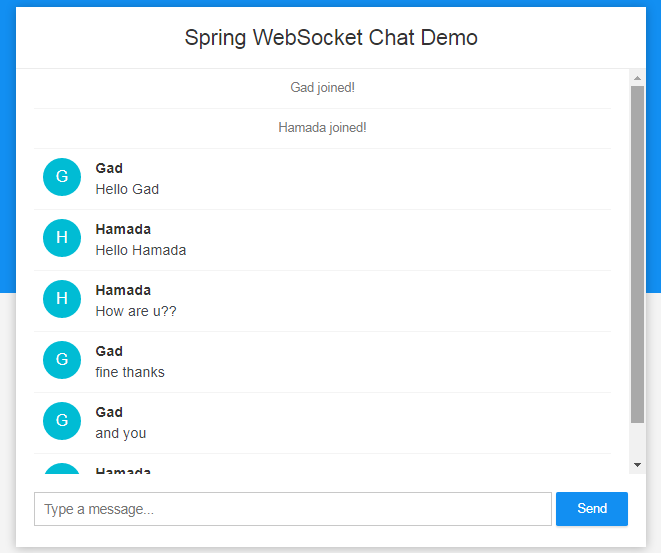 Spring WebSocket Chat Demo
Gad joined!
Hamada joined!
G
Gad
Hello Gad
H
Hamada
Hello Hamada
H
Hamada
How are u??
G
Gad
fine thanks
G
Gad
and you
Hamada
Type a message...
Send